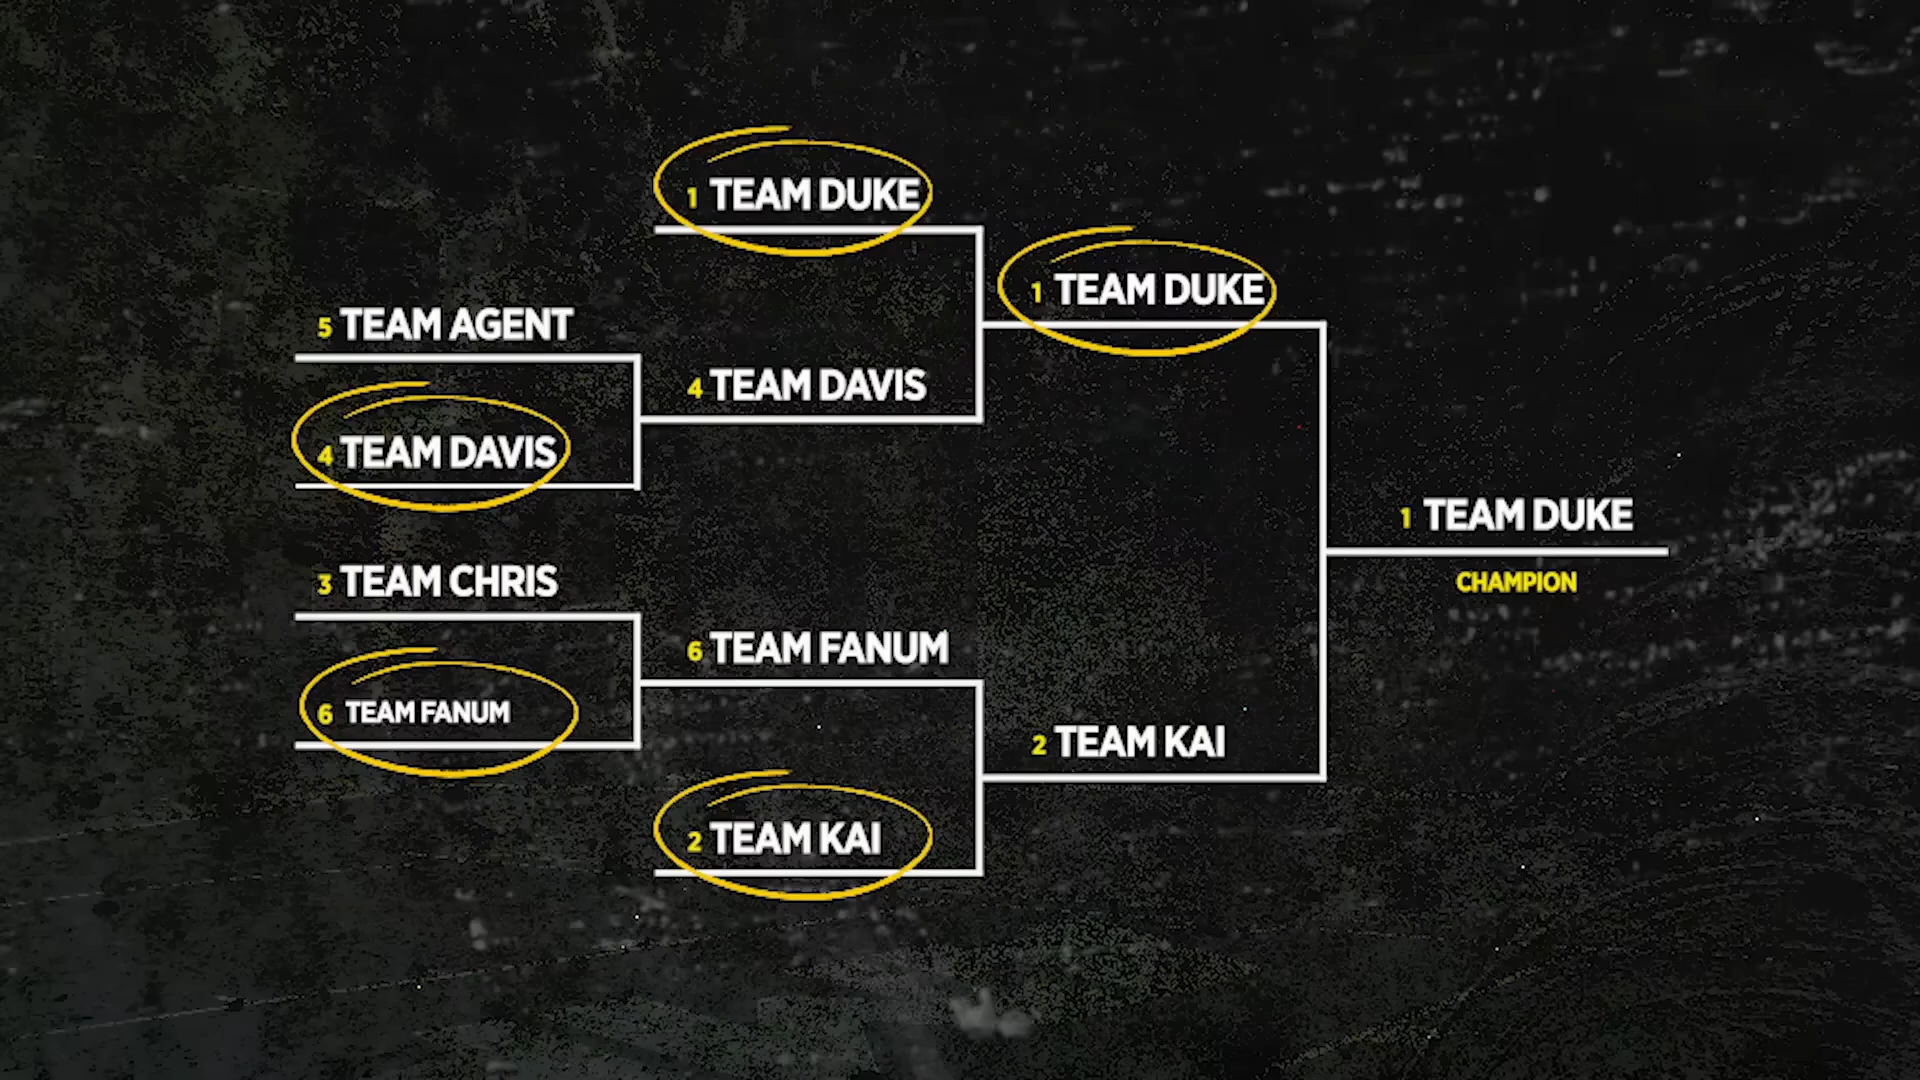 1 TEAM DUKE
1 TEAM DUKE
5 TEAM AGENT
4 TEAM DAVIS
4 TEAM DAVIS
1 TEAM DUKE
CHAMPION
3 TEAM CHRIS
6 TEAM FANUM
6 TEAM FANUM
2 TEAM KAI
2 TEAM KAI